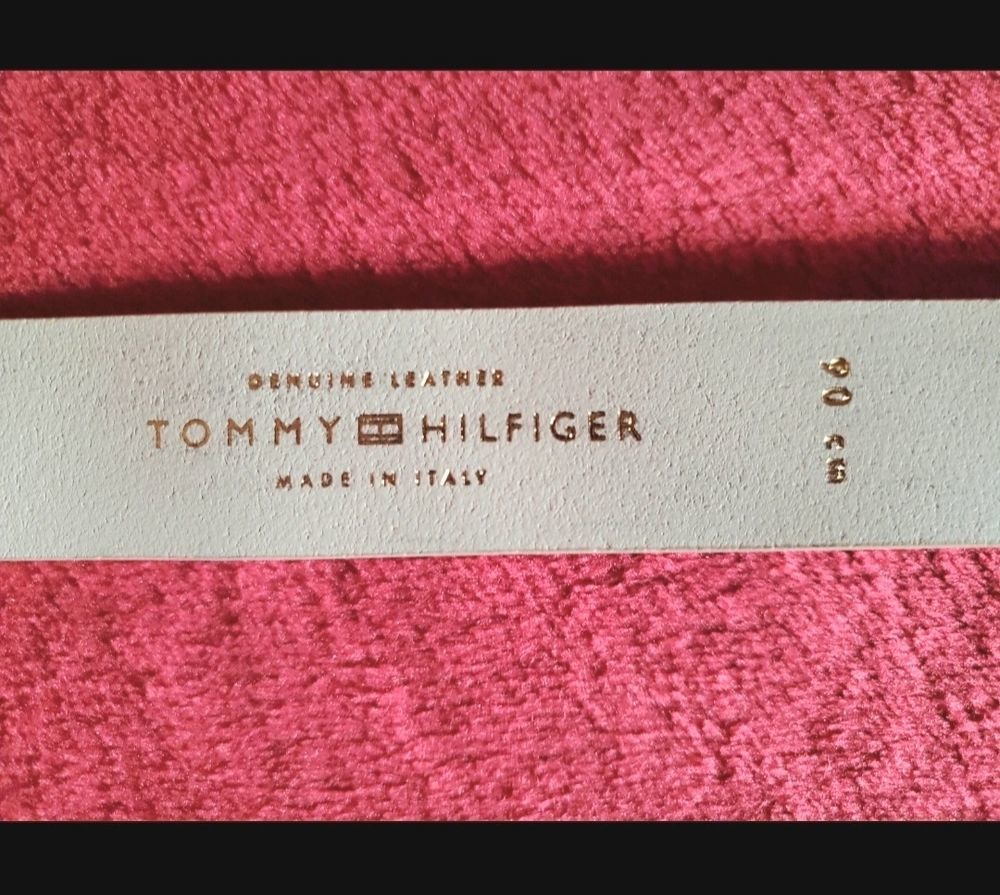 GENUINE LEATHER
TOMMY HILFIGER
MADE IN ITALY
90 cm